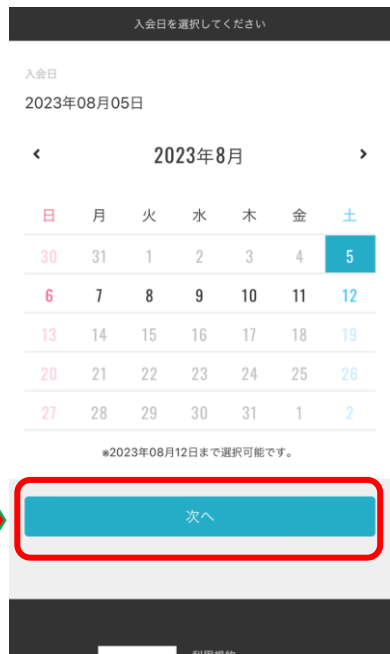 入会日を選択してください
入会日
2023年08月05日
2023年8月
日 月 火 水 木 金 土
30 31 1 2 3 4 5
6 7 8 9 10 11 12
13 14 15 16 17 18 19
20 21 22 23 24 25 26
27 28 29 30 31 1 2
※2023年08月12日まで選択可能です。
次へ
利用規約